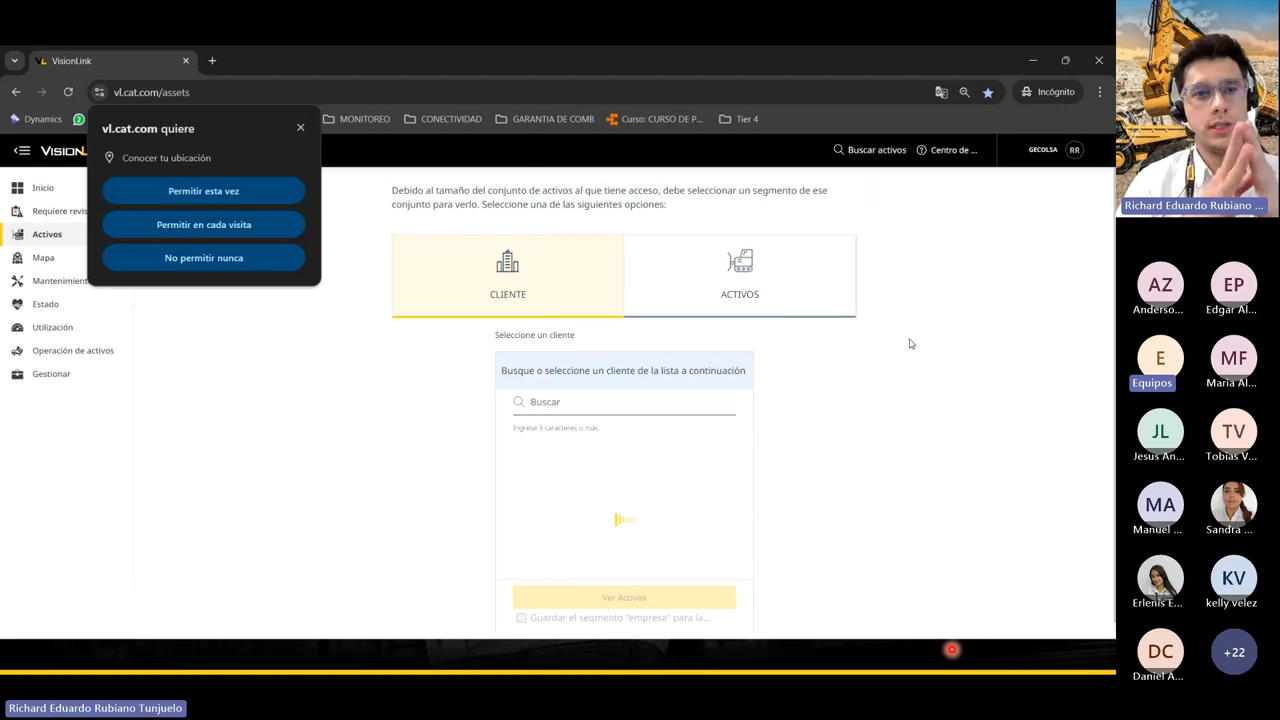 VisionLink
vl.cat.com/assets
Incógnito
Dynamics
2
MONITOREO
CONECTIVIDAD
GARANTIA DE COMB
Curso: CURSO DE P...
Tier 4
vl.cat.com quiere
Conocer tu ubicación
Permitir esta vez
Permitir en cada visita
No permitir nunca
VISIONL
Buscar activos
Centro de ...
GECOLSA
RR
Inicio
Requiere revis
Activos
Mapa
Mantenimient
Estado
Utilización
Operación de activos
Gestionar
Debido al tamaño del conjunto de activos al que tiene acceso, debe seleccionar un segmento de ese
conjunto para verlo. Seleccione una de las siguientes opciones:
CLIENTE
ACTIVOS
Seleccione un cliente
Busque o seleccione un cliente de la lista a continuación
Buscar
Ingrese 3 caracteres o más.
Ver Activos
Guardar el segmento "empresa" para la...
Richard Eduardo Rubiano Tunjuelo
Richard Eduardo Rubiano ...
AZ
Anderso...
EP
Edgar Al...
E
Equipos
MF
Maria Al...
JL
Jesus An...
TV
Tobias V...
MA
Manuel ...
Sandra ...
Erlenis E...
KV
kelly velez
DC
Daniel A...
+22